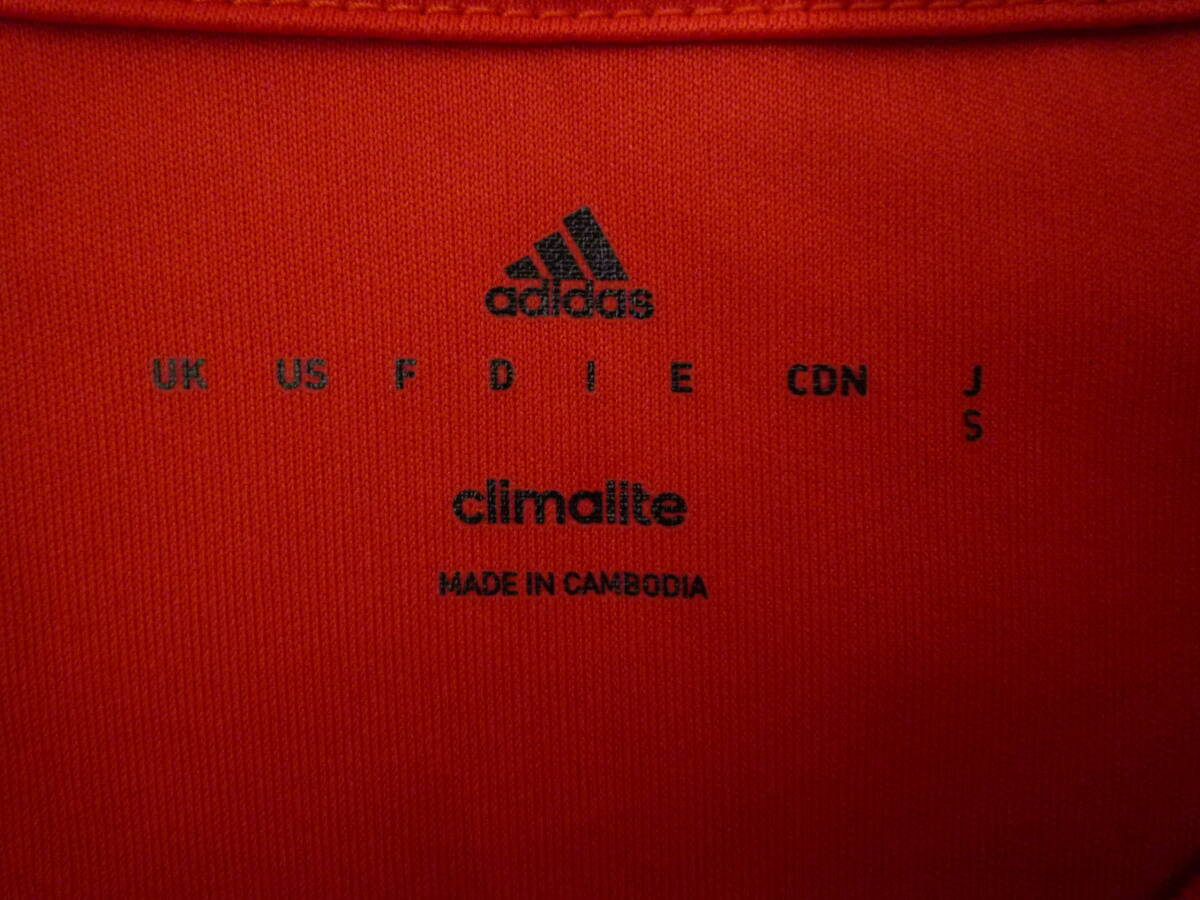 adidas
UK US F D I E CDN J
S
climalite
MADE IN CAMBODIA